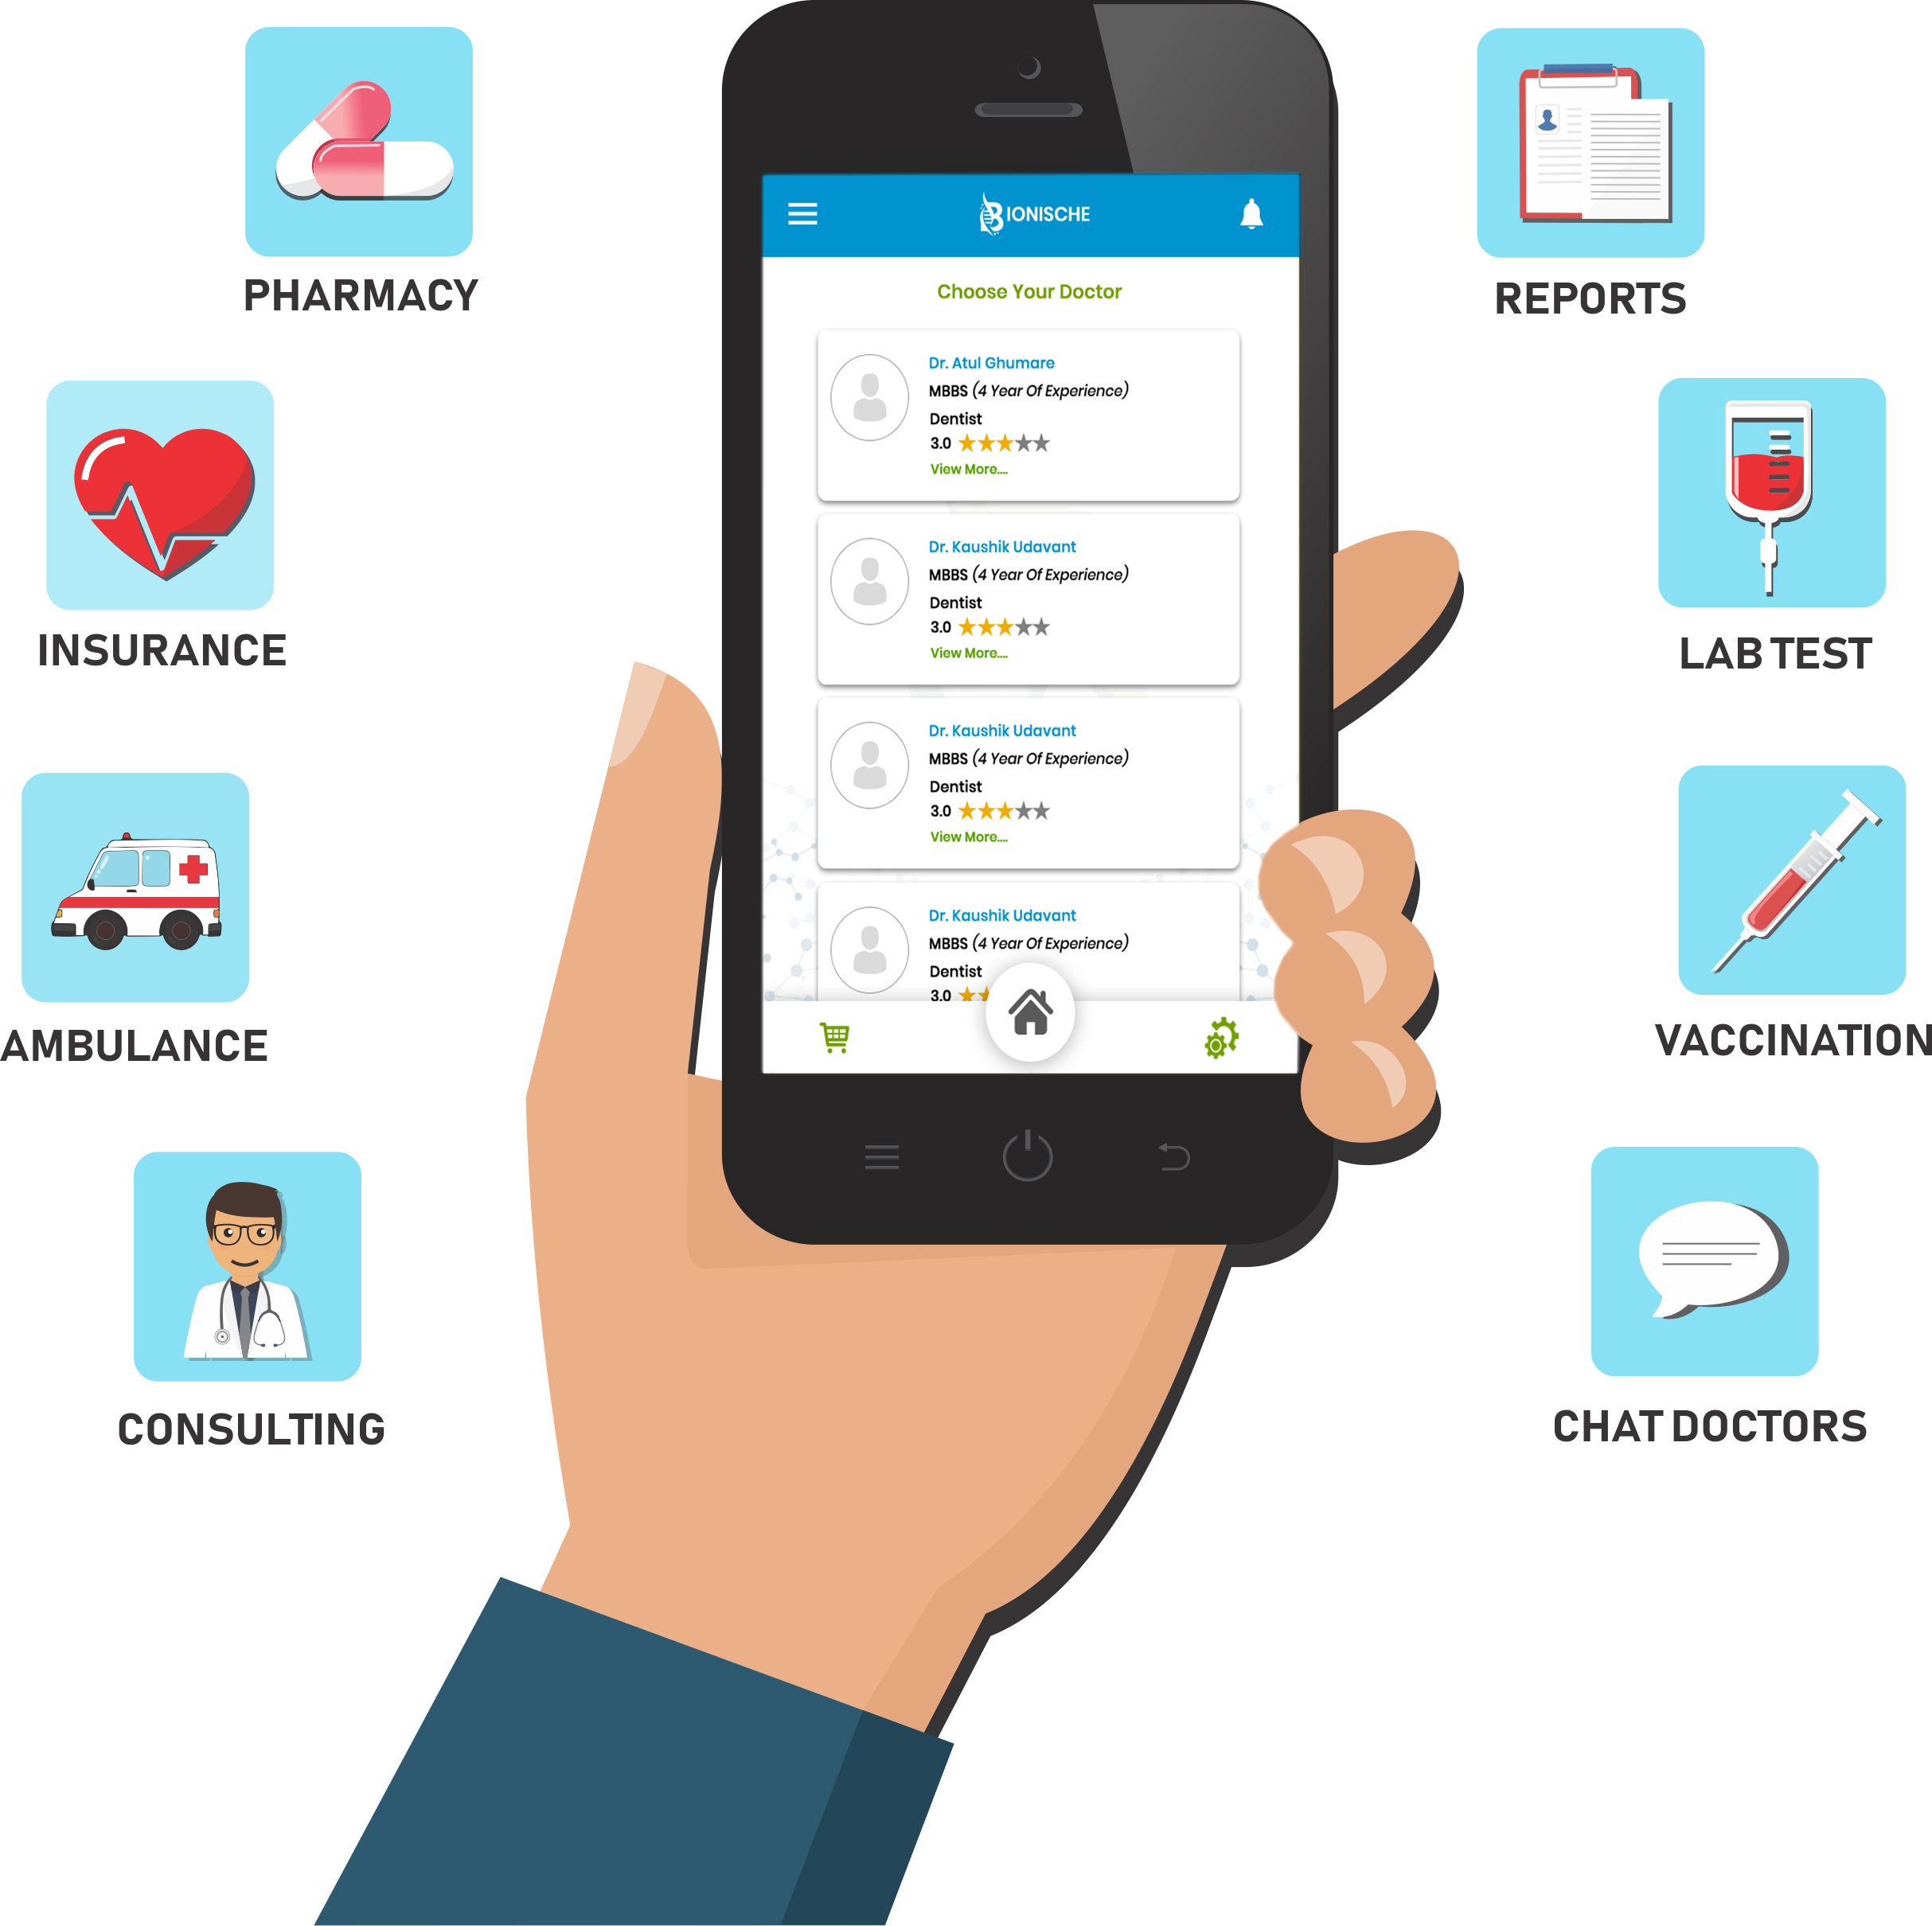 PHARMACY
INSURANCE
AMBULANCE
CONSULTING
BIONISCHE
Choose Your Doctor
Dr. Atul Ghumare
MBBS (4 Year Of Experience)
Dentist
3.0
View More....
Dr. Kaushik Udavant
MBBS (4 Year Of Experience)
Dentist
3.0
View More....
Dr. Kaushik Udavant
MBBS (4 Year Of Experience)
Dentist
3.0
View More....
Dr. Kaushik Udavant
MBBS (4 Year Of Experience)
Dentist
3.0
REPORTS
LAB TEST
VACCINATION
CHAT DOCTORS